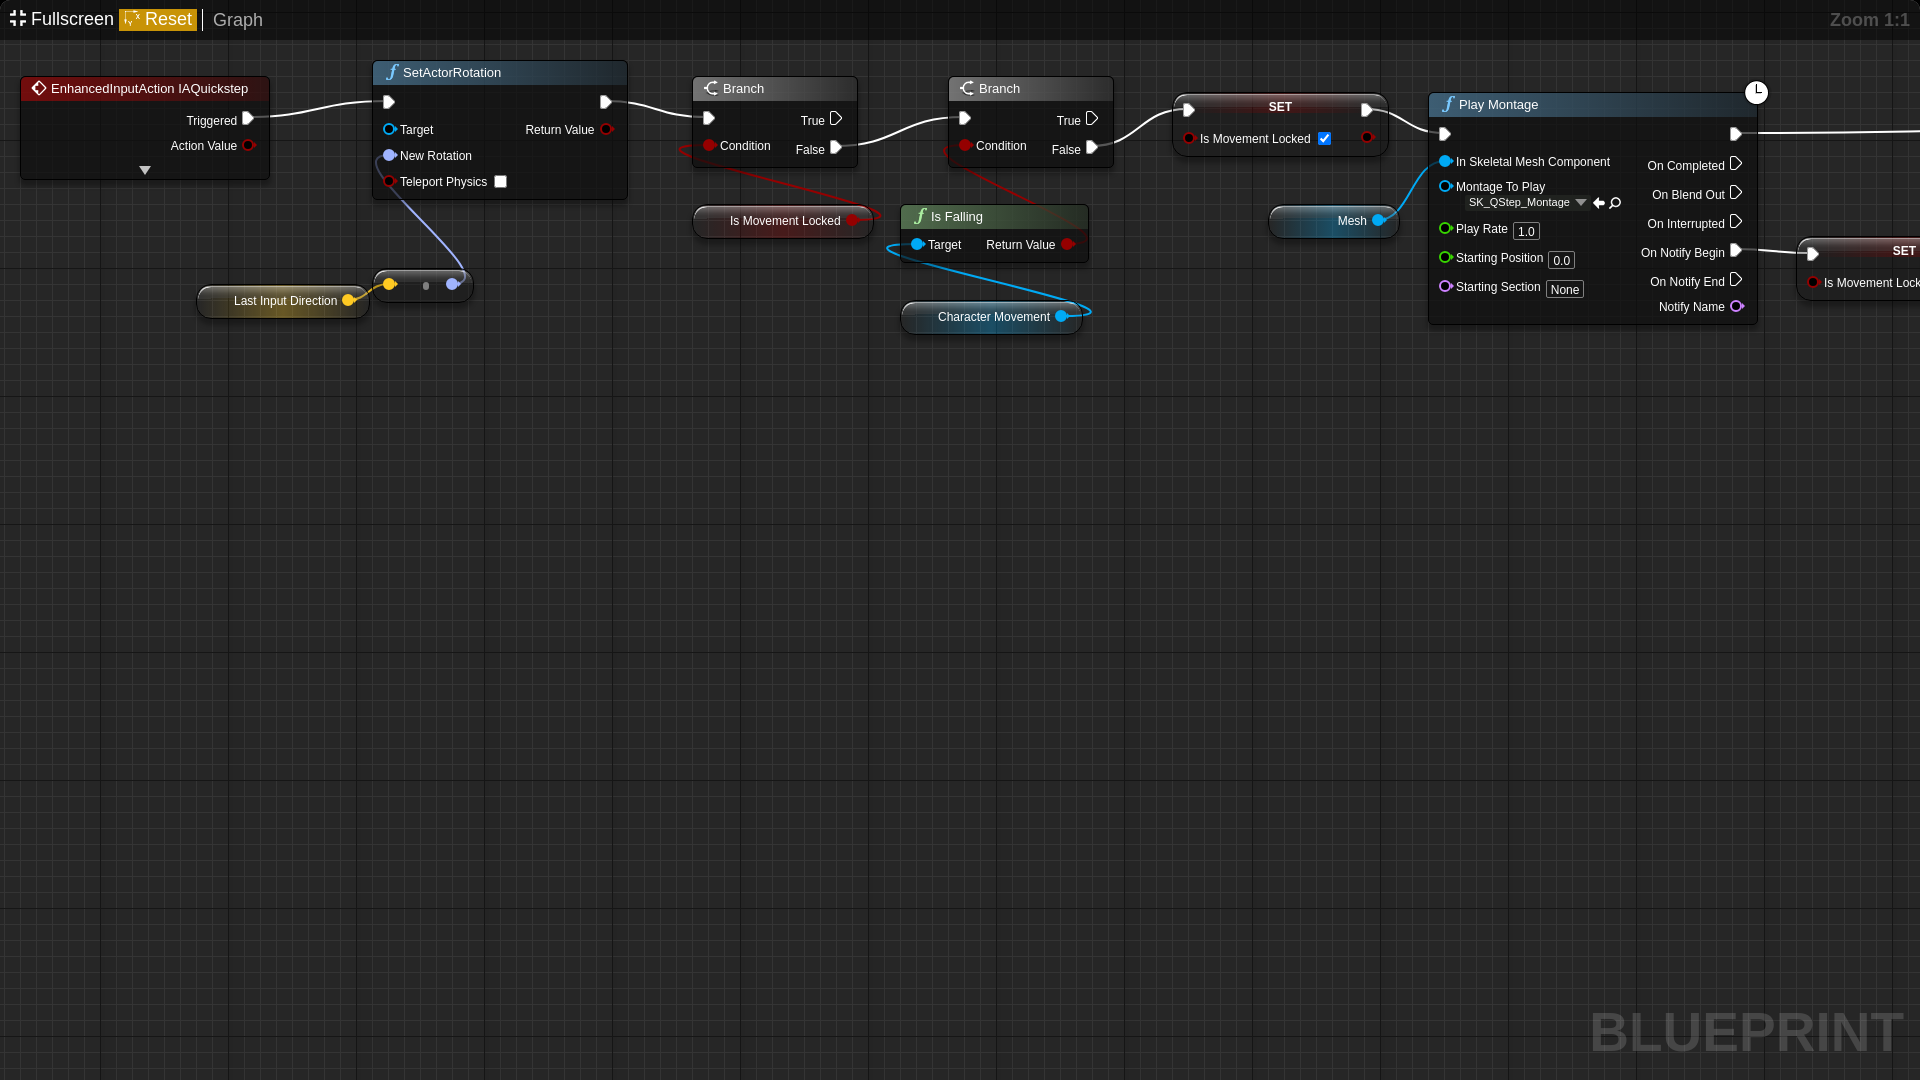 Fullscreen Reset Graph Zoom 1:1
EnhancedInputAction IAQuickstep
Triggered
Action Value
SetActorRotation
Target Return Value
New Rotation
Teleport Physics
Last Input Direction
Branch
True
Condition
False
Is Movement Locked
Branch
True
Condition
False
Is Falling
Target Return Value
Character Movement
SET
Is Movement Locked
Mesh
Play Montage
In Skeletal Mesh Component
On Completed
Montage To Play
SK_QStep_Montage
On Blend Out
Play Rate 1.0
On Interrupted
Starting Position 0.0
On Notify Begin
Starting Section None
On Notify End
Notify Name
SET
Is Movement Lock
BLUEPRINT